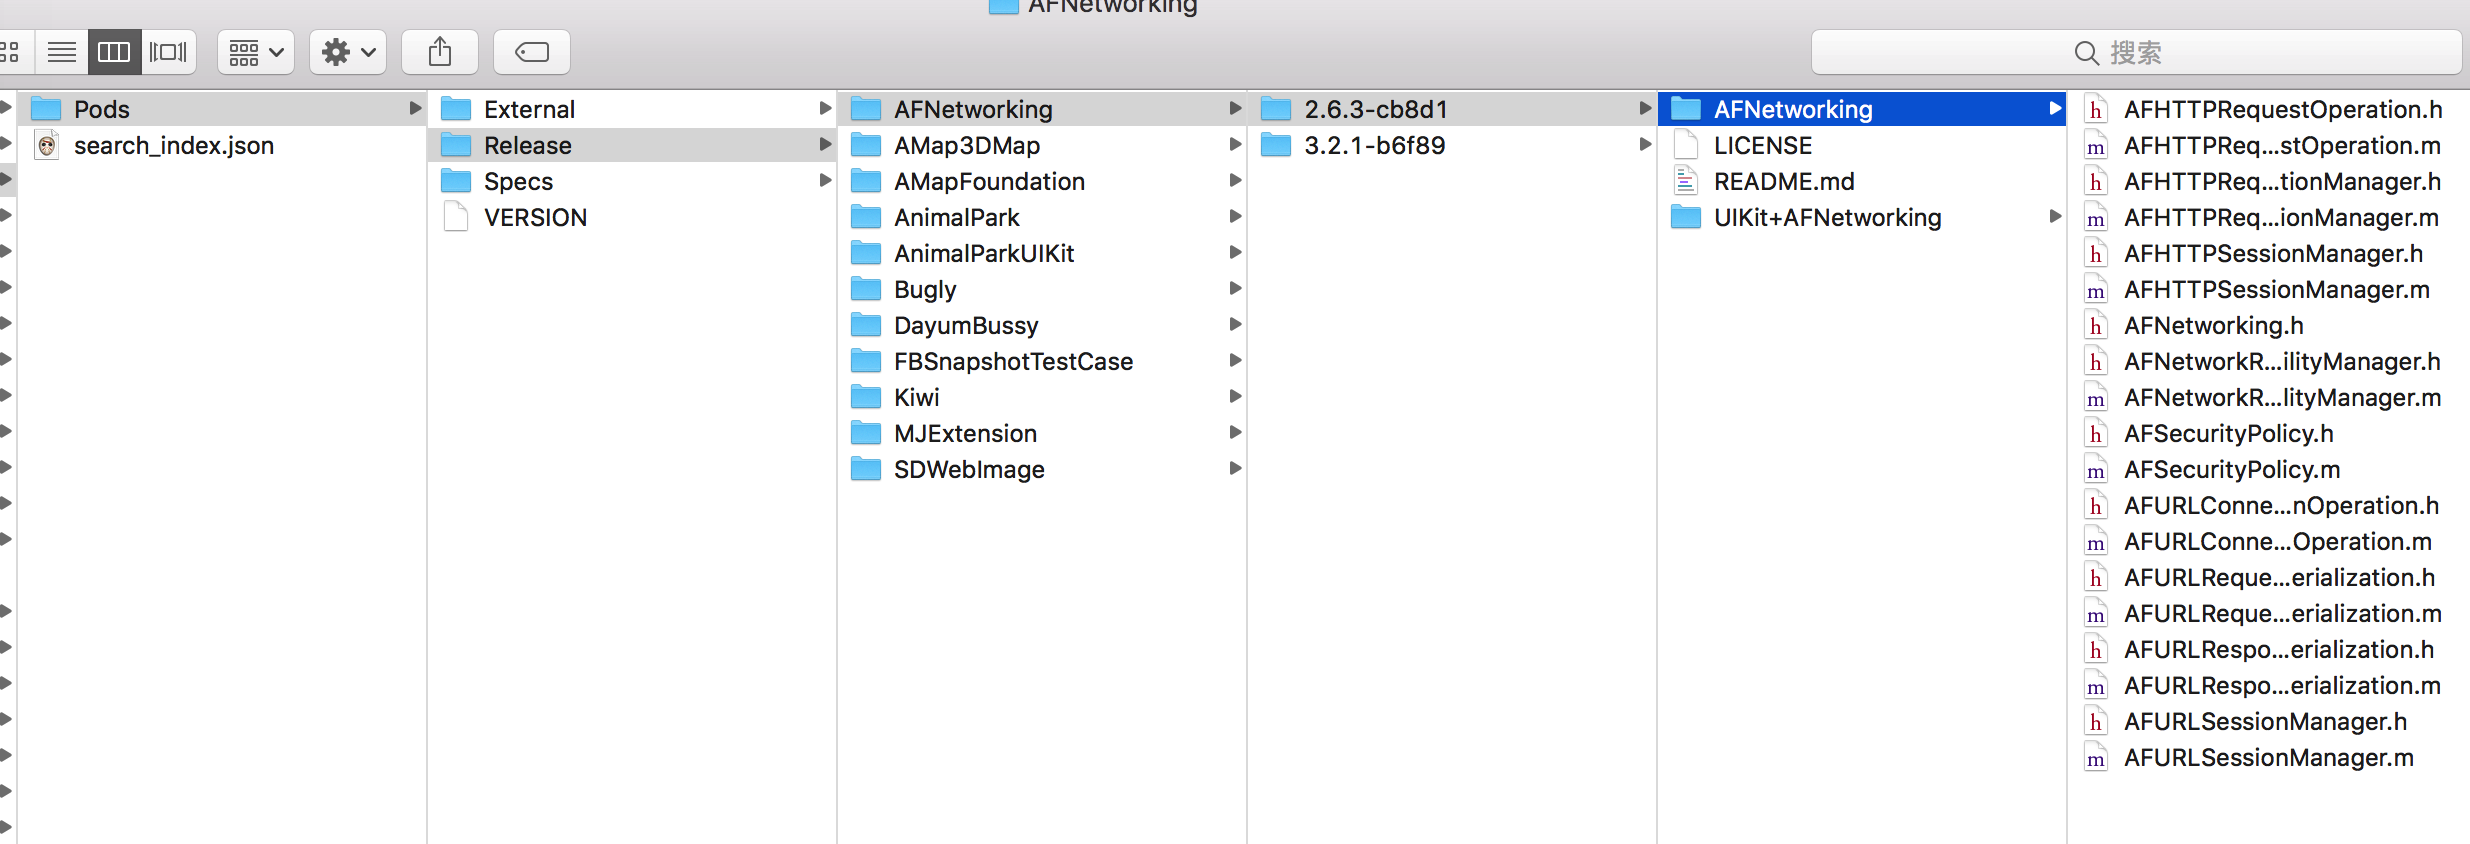 AFNetworking
搜索
Pods
search_index.json
External
Release
Specs
VERSION
AFNetworking
AMap3DMap
AMapFoundation
AnimalPark
AnimalParkUIKit
Bugly
DayumBussy
FBSnapshotTestCase
Kiwi
MJExtension
SDWebImage
2.6.3-cb8d1
3.2.1-b6f89
AFNetworking
LICENSE
README.md
UIKit+AFNetworking
h AFHTTPRequestOperation.h
m AFHTTPReq...stOperation.m
h AFHTTPReq...tionManager.h
m AFHTTPReq...ionManager.m
h AFHTTPSessionManager.h
m AFHTTPSessionManager.m
h AFNetworking.h
h AFNetworkR...ilityManager.h
m AFNetworkR...lityManager.m
h AFSecurityPolicy.h
m AFSecurityPolicy.m
h AFURLConne...nOperation.h
m AFURLConne...Operation.m
h AFURLReque...erialization.h
m AFURLReque...erialization.m
h AFURLRespo...erialization.h
m AFURLRespo...erialization.m
h AFURLSessionManager.h
m AFURLSessionManager.m